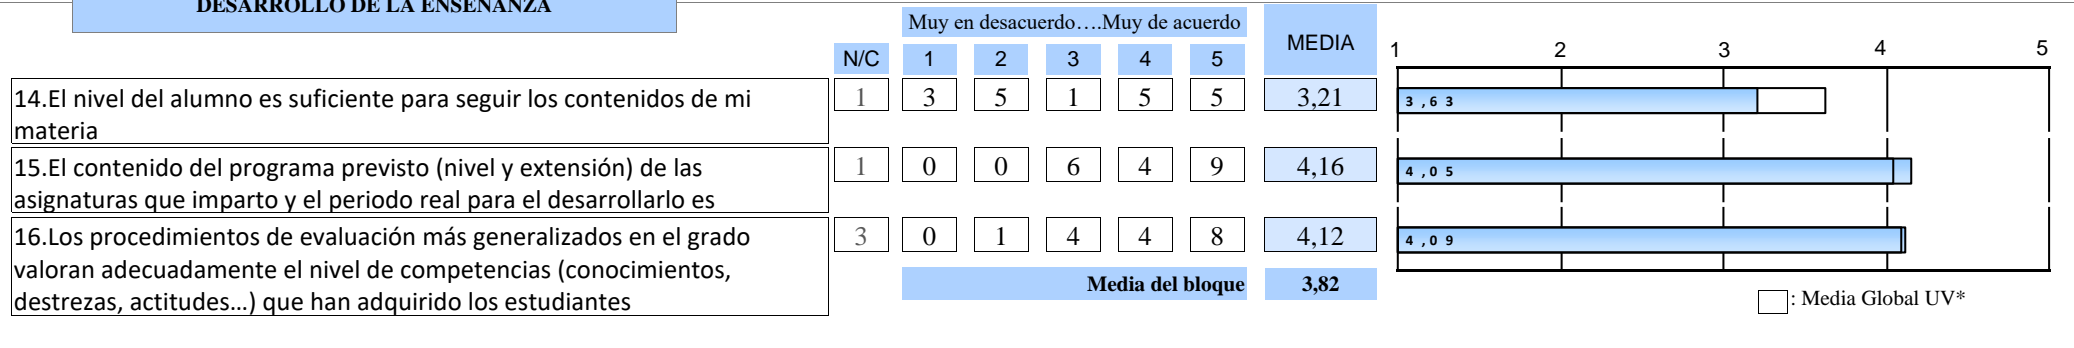 DESARROLLO DE LA ENSEÑANZA
Muy en desacuerdo….Muy de acuerdo
MEDIA
N/C 1 2 3 4 5
1 2 3 4 5
14.El nivel del alumno es suficiente para seguir los contenidos de mi
materia
1 3 5 1 5 5 3,21
3,63
15.El contenido del programa previsto (nivel y extensión) de las
asignaturas que imparto y el periodo real para el desarrollarlo es
1 0 0 6 4 9 4,16
4,05
16.Los procedimientos de evaluación más generalizados en el grado
valoran adecuadamente el nivel de competencias (conocimientos,
destrezas, actitudes…) que han adquirido los estudiantes
3 0 1 4 4 8 4,12
4,09
Media del bloque 3,82
: Media Global UV*